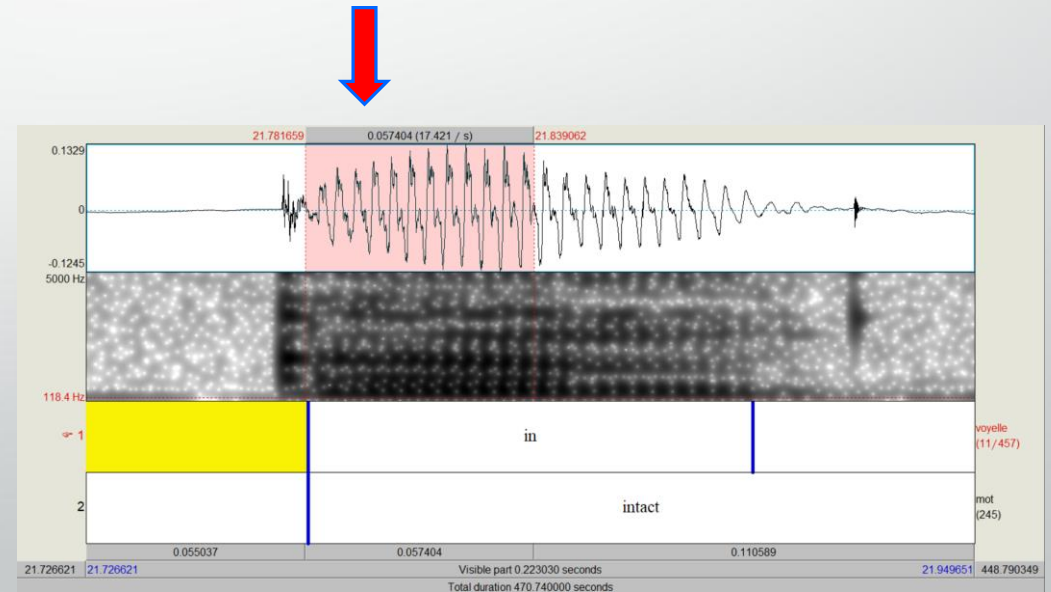 21.781659 0.057404 (17.421 / s) 21.839062
0.1329
0
-0.1245
5000 Hz
118.4 Hz
☞ 1 in voyelle
(11/457)
2 intact mot
(245)
0.055037 0.057404 0.110589
21.726621 21.726621 Visible part 0.223030 seconds 21.949651 448.790349
Total duration 470.740000 seconds